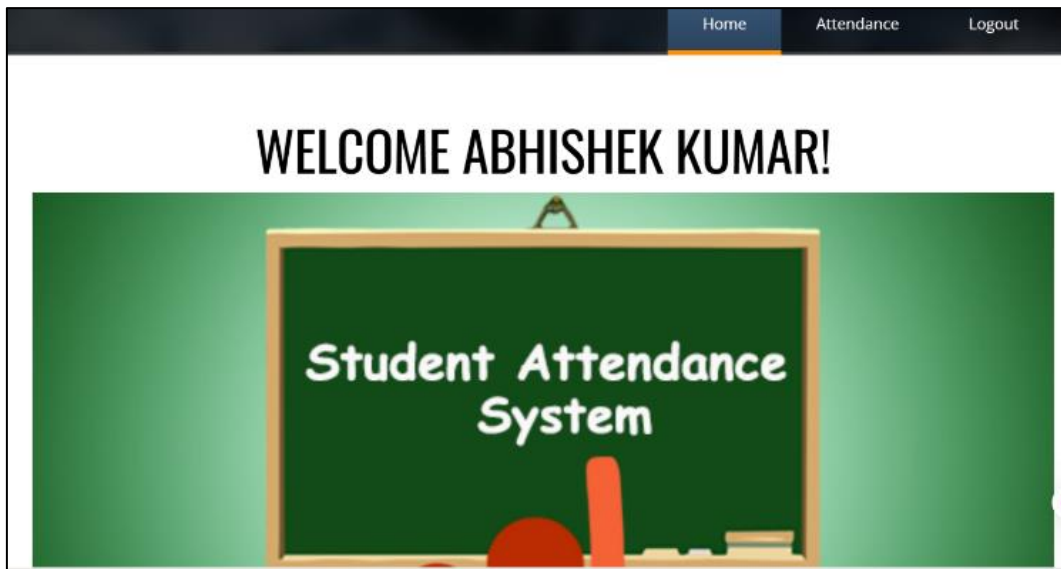 Home Attendance Logout
WELCOME ABHISHEK KUMAR!
Student Attendance
System